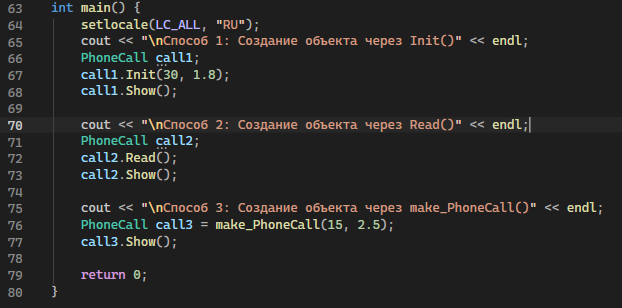 63 int main() {
64 setlocale(LC_ALL, "RU");
65 cout << "\nСпособ 1: Создание объекта через Init()" << endl;
66 PhoneCall call1;
67 call1.Init(30, 1.8);
68 call1.Show();
69
70 cout << "\nСпособ 2: Создание объекта через Read()" << endl;
71 PhoneCall call2;
72 call2.Read();
73 call2.Show();
74
75 cout << "\nСпособ 3: Создание объекта через make_PhoneCall()" << endl;
76 PhoneCall call3 = make_PhoneCall(15, 2.5);
77 call3.Show();
78
79 return 0;
80 }